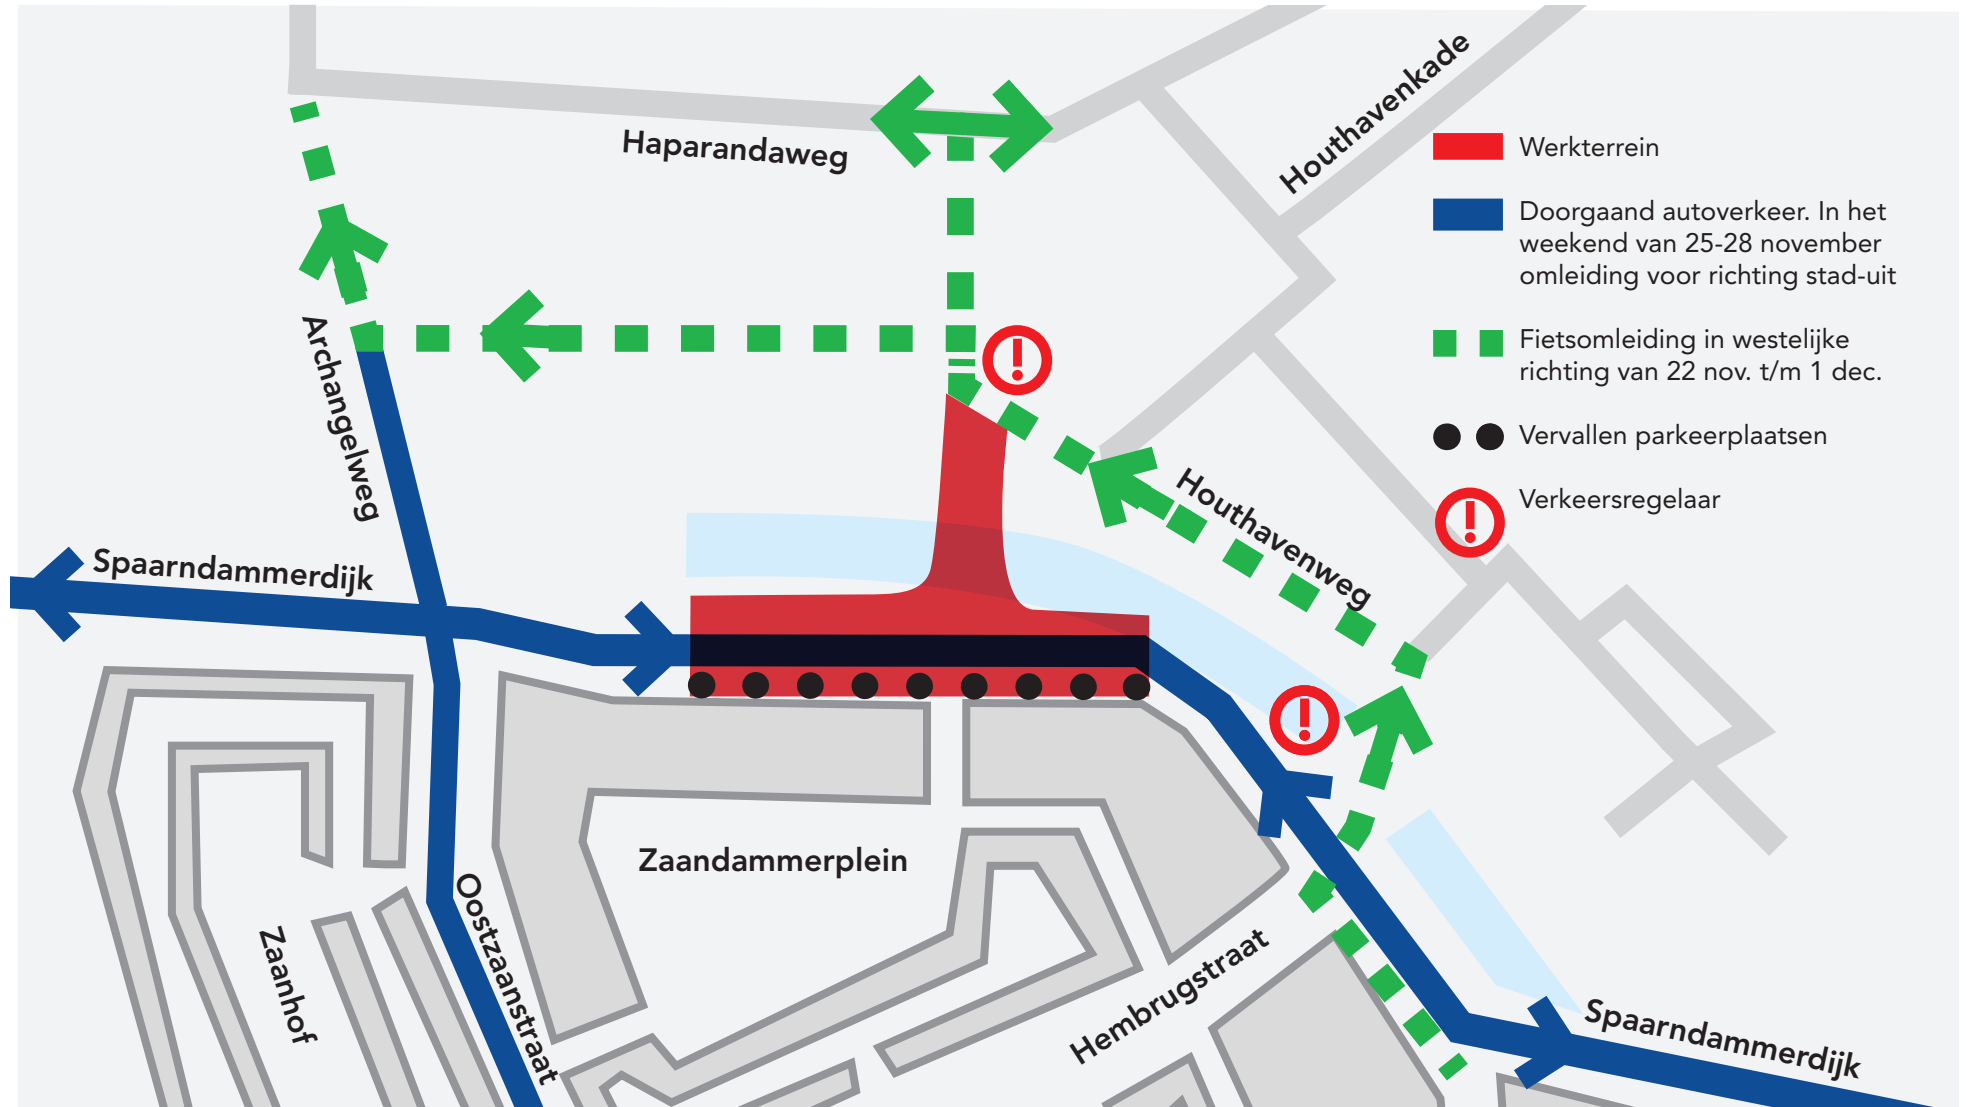 Haparandaweg
Houthavenkade
Werkterrein
Doorgaand autoverkeer. In het
weekend van 25-28 november
omleiding voor richting stad-uit
Fietsomleiding in westelijke
richting van 22 nov. t/m 1 dec.
Vervallen parkeerplaatsen
Verkeersregelaar
Archangelweg
Houthavenweg
Spaarndammerdijk
Zaandammerplein
Oostzaanstraat
Zaanhof
Hembrugstraat
Spaarndammerdijk